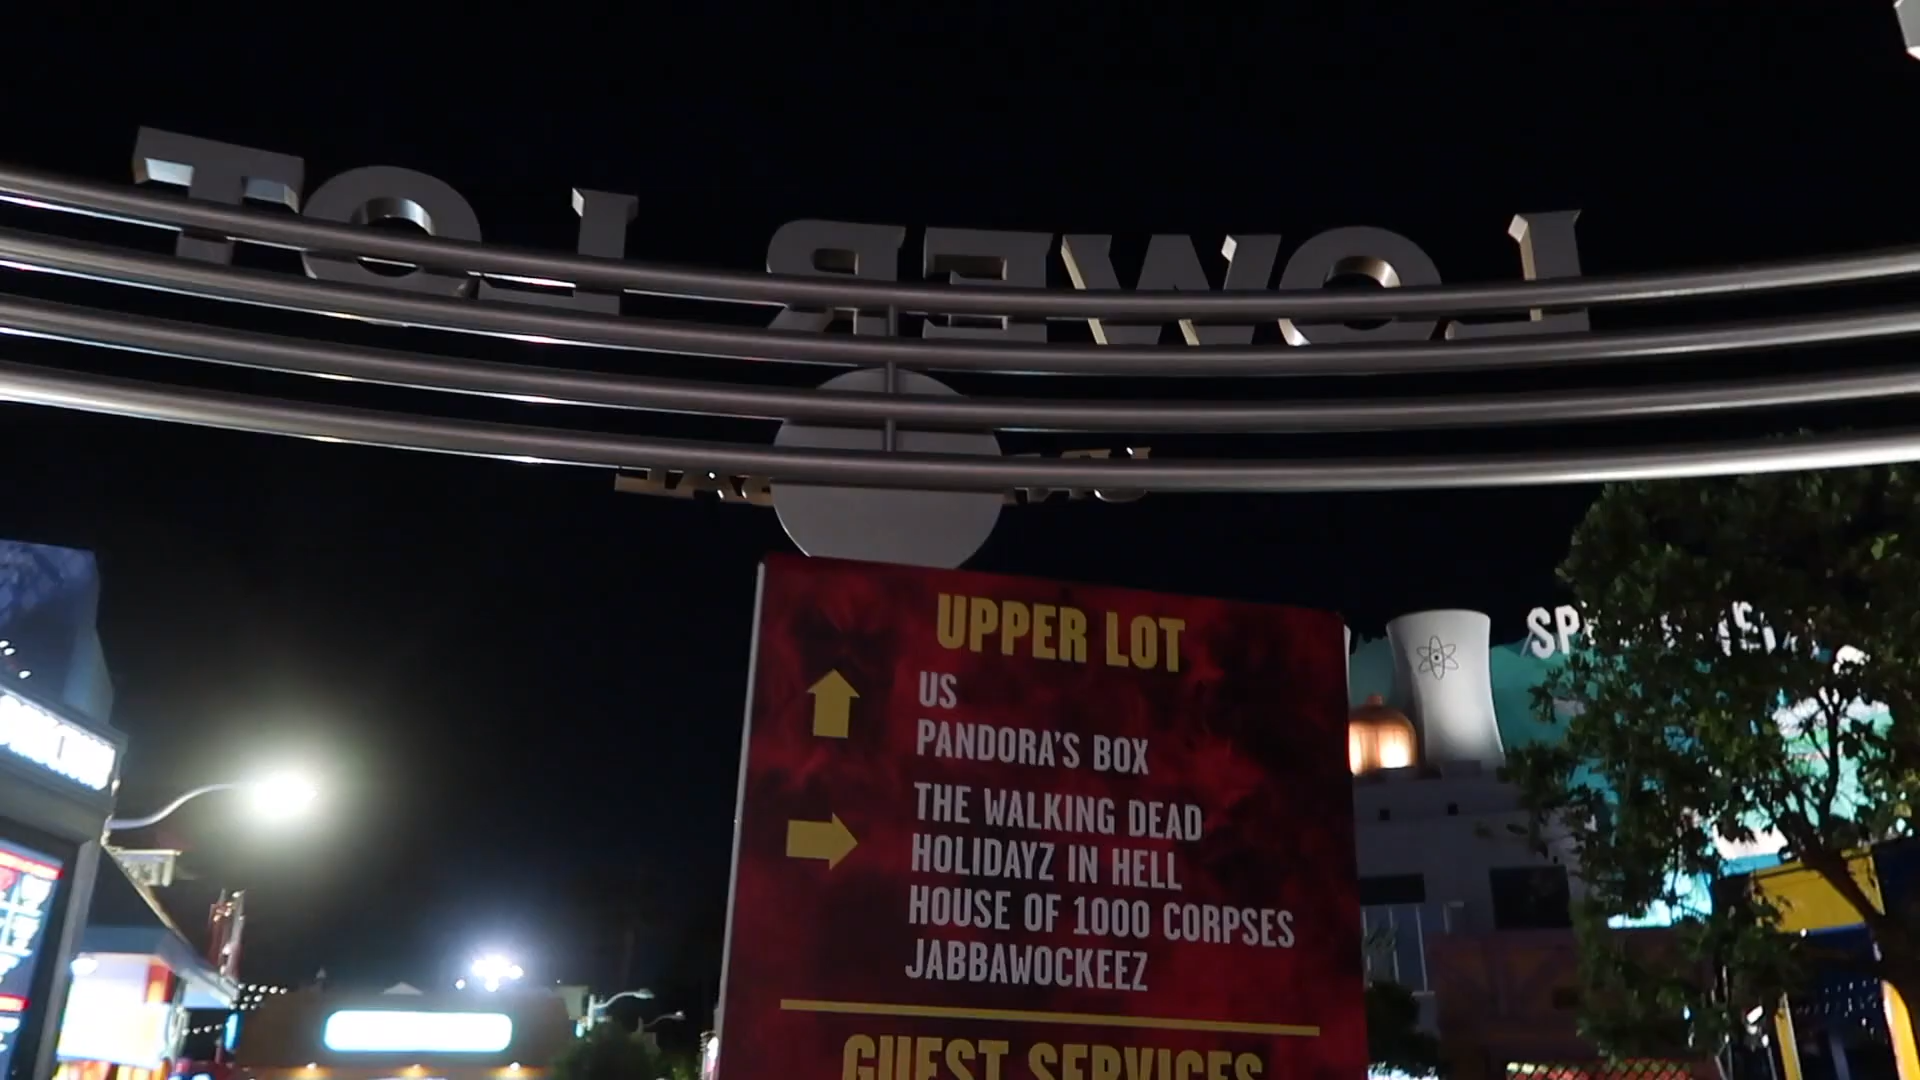 LOWER LOT
UPPER LOT
US
PANDORA'S BOX
THE WALKING DEAD
HOLIDAYZ IN HELL
HOUSE OF 1000 CORPSES
JABBAWOCKEEZ
GUEST SERVICES